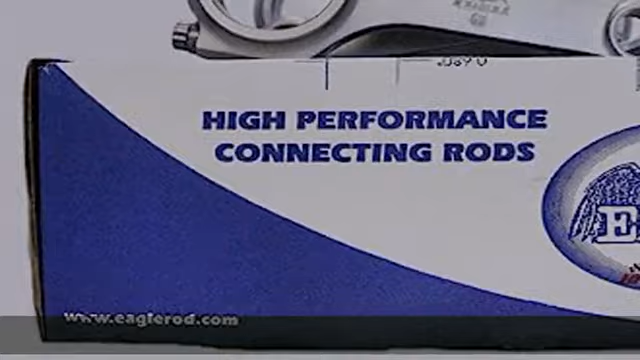 HIGH PERFORMANCE
CONNECTING RODS
E
www.eaglerod.com